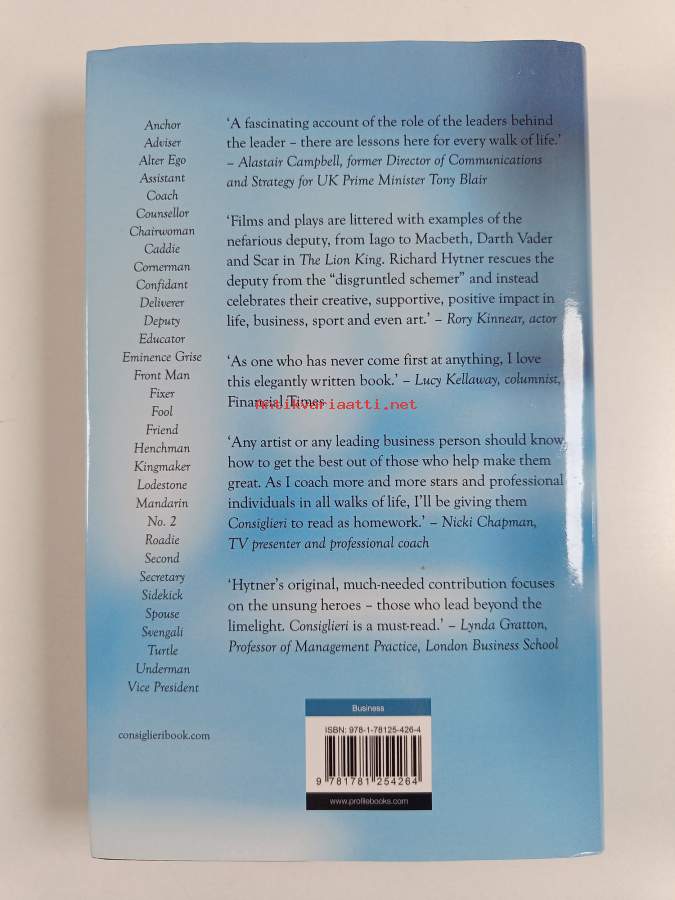 Anchor
Adviser
Alter Ego
Assistant
Coach
Counsellor
Chairwoman
Caddie
Cornerman
Confidant
Deliverer
Deputy
Educator
Eminence Grise
Front Man
Fixer
Fool
Friend
Henchman
Kingmaker
Lodestone
Mandarin
No. 2
Roadie
Second
Secretary
Sidekick
Spouse
Svengali
Turtle
Underman
Vice President
consiglieribook.com
‘A fascinating account of the role of the leaders behind
the leader – there are lessons here for every walk of life.’
– Alastair Campbell, former Director of Communications
and Strategy for UK Prime Minister Tony Blair
‘Films and plays are littered with examples of the
nefarious deputy, from Iago to Macbeth, Darth Vader
and Scar in The Lion King. Richard Hytner rescues the
deputy from the “disgruntled schemer” and instead
celebrates their creative, supportive, positive impact in
life, business, sport and even art.’ – Rory Kinnear, actor
‘As one who has never come first at anything, I love
this elegantly written book.’ – Lucy Kellaway, columnist,
Financial Times
Antikvariaatti.net
‘Any artist or any leading business person should know
how to get the best out of those who help make them
great. As I coach more and more stars and professional
individuals in all walks of life, I’ll be giving them
Consiglieri to read as homework.’ – Nicki Chapman,
TV presenter and professional coach
‘Hytner’s original, much-needed contribution focuses
on the unsung heroes – those who lead beyond the
limelight. Consiglieri is a must-read.’ – Lynda Gratton,
Professor of Management Practice, London Business School
Business
ISBN: 978-1-78125-426-4
9 781781 254264
www.profilebooks.com